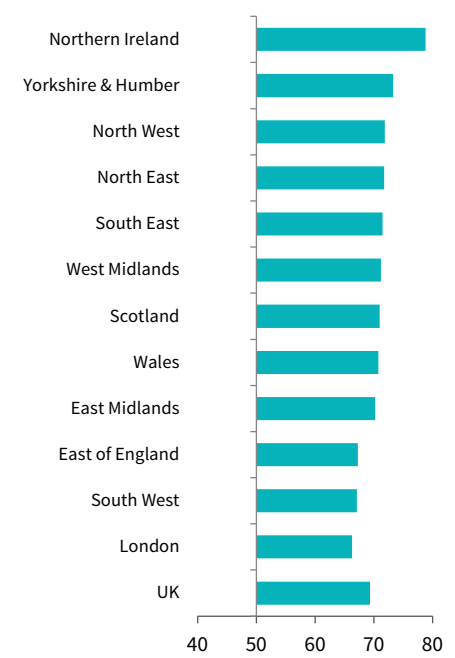 Northern Ireland
Yorkshire & Humber
North West
North East
South East
West Midlands
Scotland
Wales
East Midlands
East of England
South West
London
UK
40 50 60 70 80